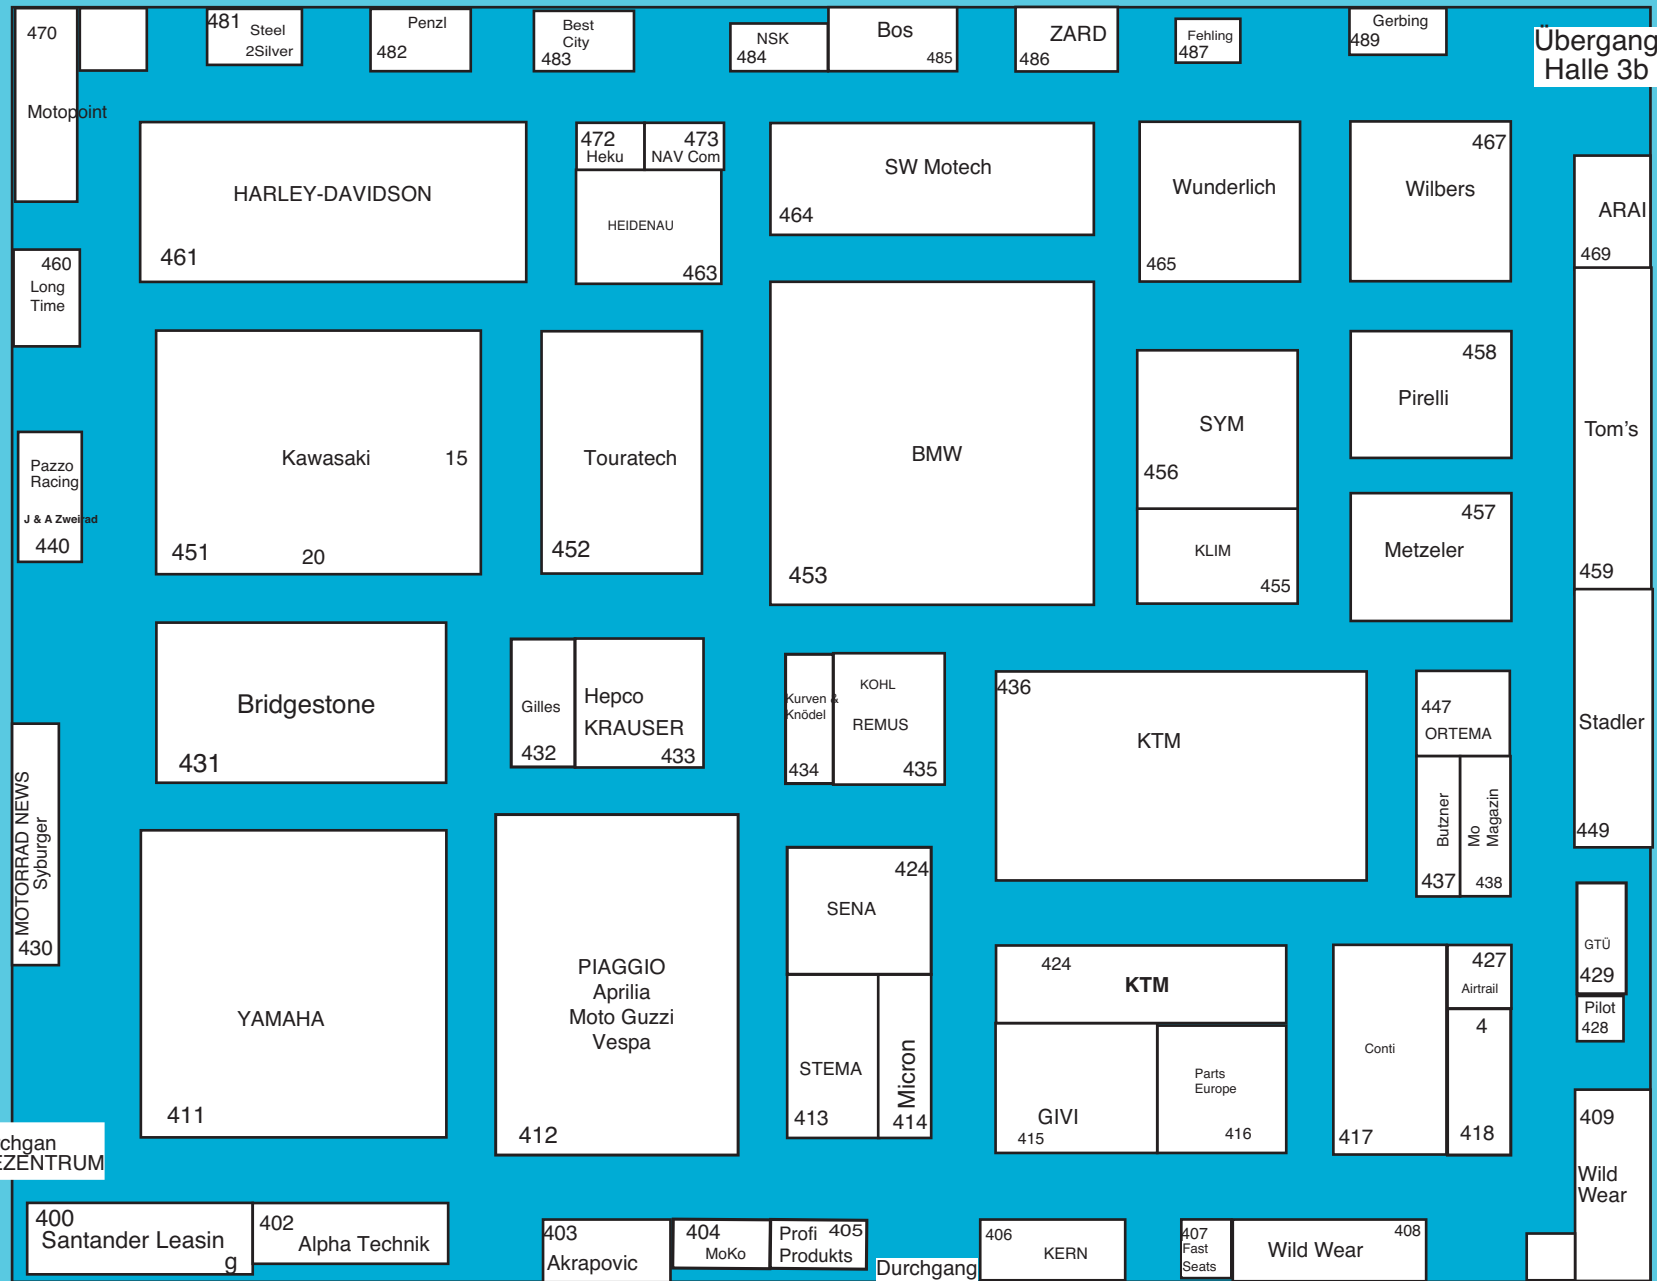 470
Motopoint
481
Steel
2Silver
Penzl
482
Best
City
483
NSK
484
Bos
485
ZARD
486
Fehling
487
Gerbing
489
Übergang
Halle 3b
HARLEY-DAVIDSON
461
472
Heku
473
NAV Com
HEIDENAU
463
SW Motech
464
Wunderlich
465
467
Wilbers
ARAI
469
460
Long
Time
Kawasaki
15
451
20
Touratech
452
BMW
453
SYM
456
KLIM
455
458
Pirelli
457
Metzeler
Tom's
459
Pazzo
Racing
J & A Zweirad
440
Bridgestone
431
Gilles
432
Hepco
KRAUSER
433
Kurven &
Knödel
434
KOHL
REMUS
435
436
KTM
447
ORTEMA
Butzner
437
Mo
Magazin
438
Stadler
449
MOTORRAD NEWS
Syburger
430
YAMAHA
411
PIAGGIO
Aprilia
Moto Guzzi
Vespa
412
424
SENA
STEMA
413
Micron
414
424
KTM
GIVI
415
Parts
Europe
416
Conti
417
427
Airtrail
4
418
GTÜ
429
Pilot
428
409
Wild
Wear
chgan
EZENTRUM
400
Santander Leasin
g
402
Alpha Technik
403
Akrapovic
404
MoKo
Profi 405
Produkts
Durchgang
406
KERN
407
Fast
Seats
408
Wild Wear